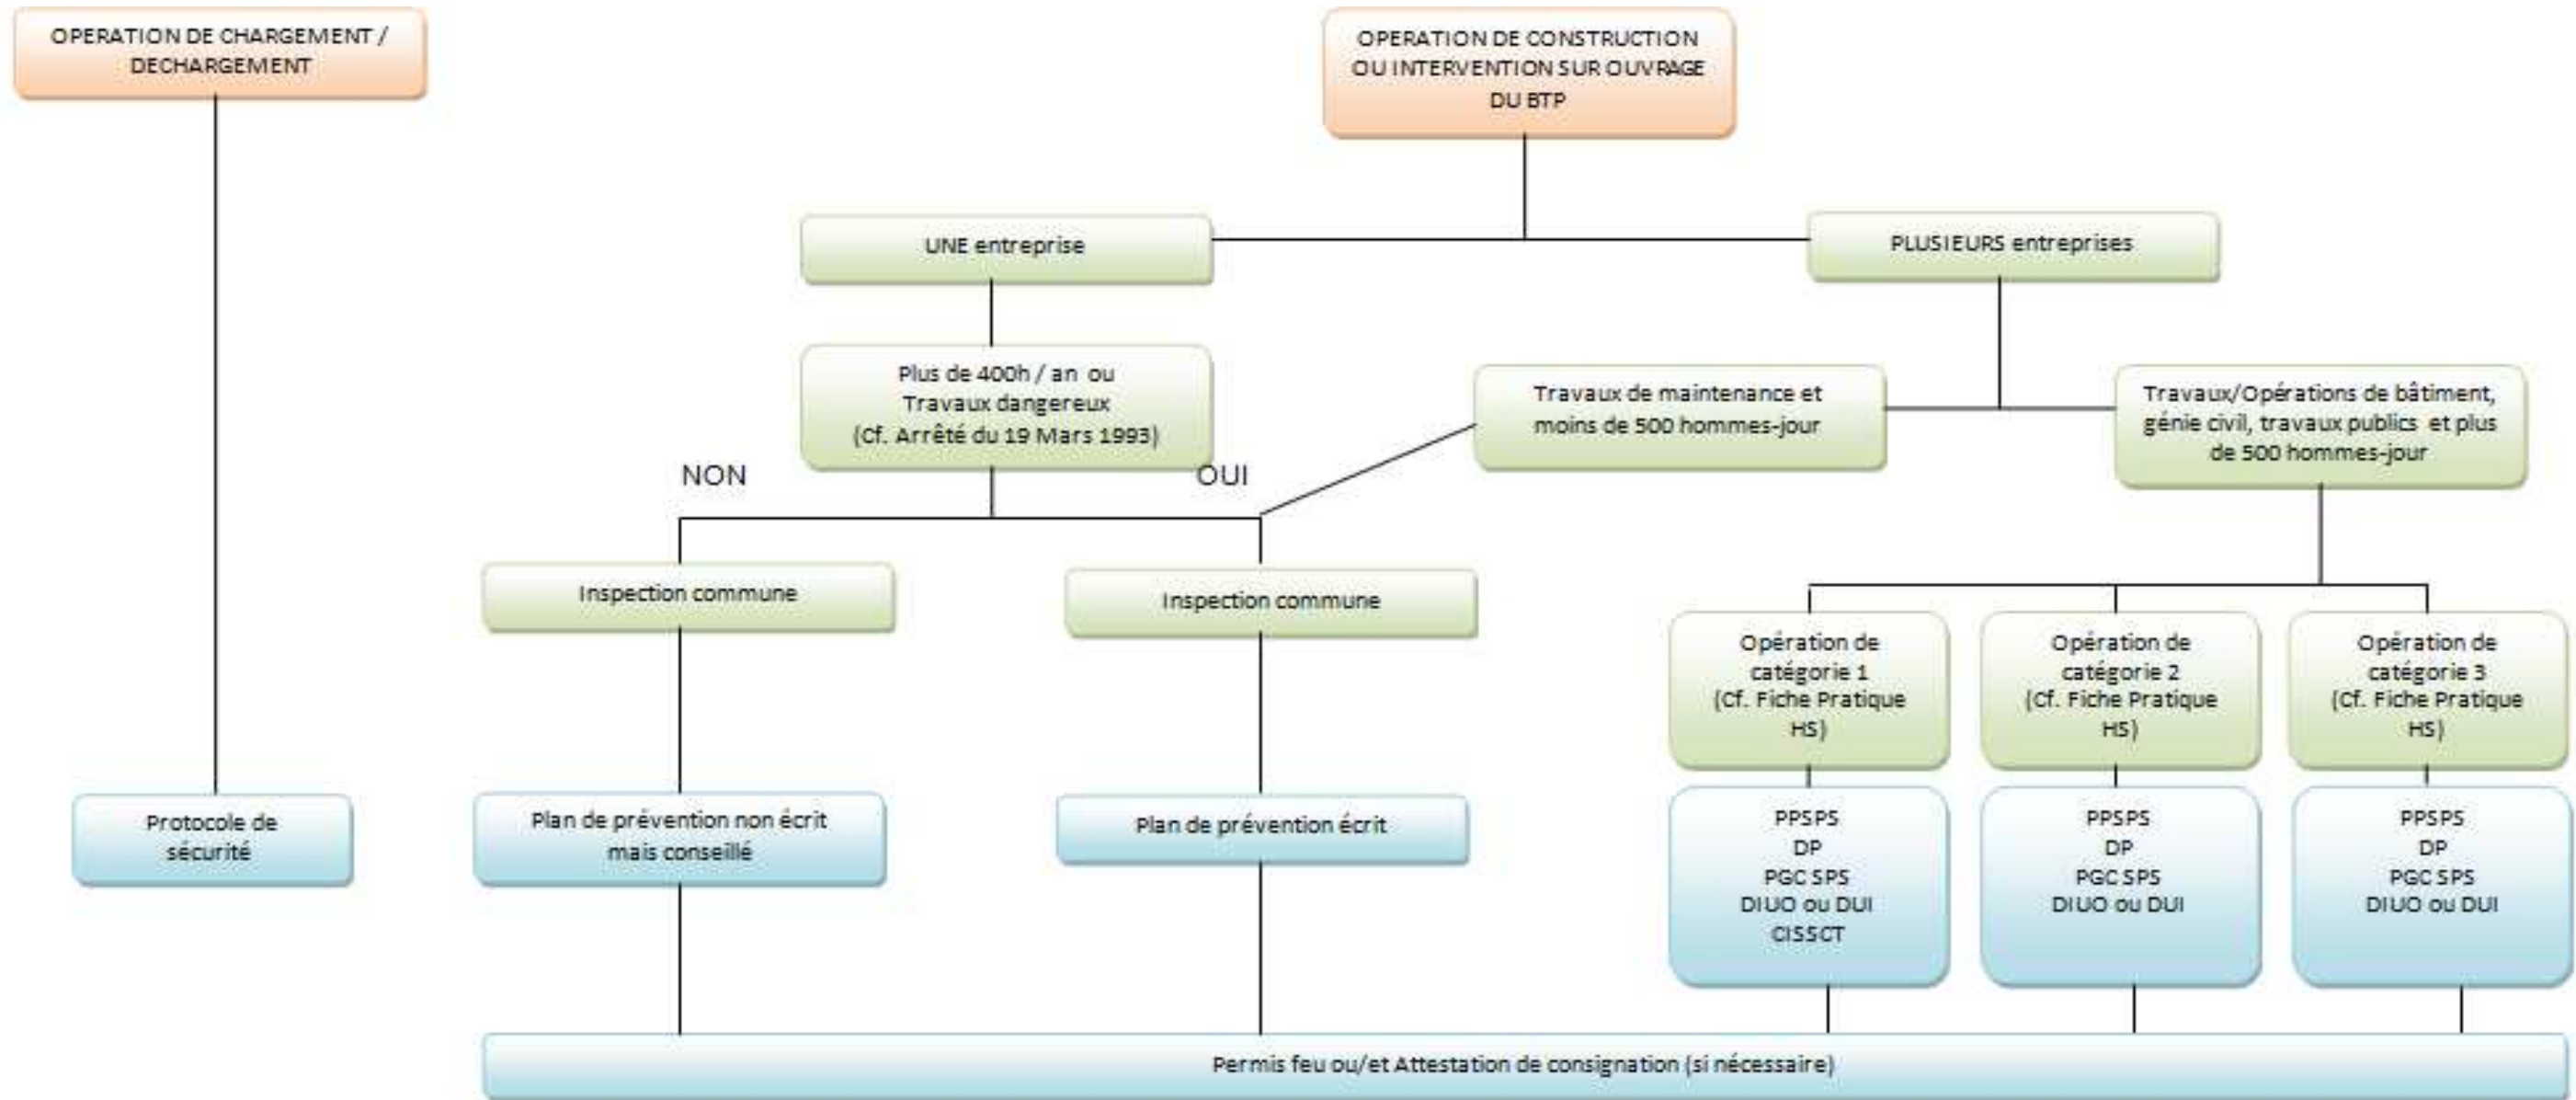 OPERATION DE CHARGEMENT /
DECHARGEMENT
OPERATION DE CONSTRUCTION
OU INTERVENTION SUR OUVRAGE
DU BTP
UNE entreprise
PLUSIEURS entreprises
Plus de 400h / an ou
Travaux dangereux
(Cf. Arrêté du 19 Mars 1993)
Travaux de maintenance et
moins de 500 hommes-jour
Travaux/Opérations de bâtiment,
génie civil, travaux publics et plus
de 500 hommes-jour
NON
OUI
Inspection commune
Inspection commune
Opération de
catégorie 1
(Cf. Fiche Pratique
HS)
Opération de
catégorie 2
(Cf. Fiche Pratique
HS)
Opération de
catégorie 3
(Cf. Fiche Pratique
HS)
Protocole de
sécurité
Plan de prévention non écrit
mais conseillé
Plan de prévention écrit
PPSPS
DP
PGC SPS
DIUO ou DUI
CISSCT
PPSPS
DP
PGC SPS
DIUO ou DUI
PPSPS
DP
PGC SPS
DIUO ou DUI
Permis feu ou/et Attestation de consignation (si nécessaire)